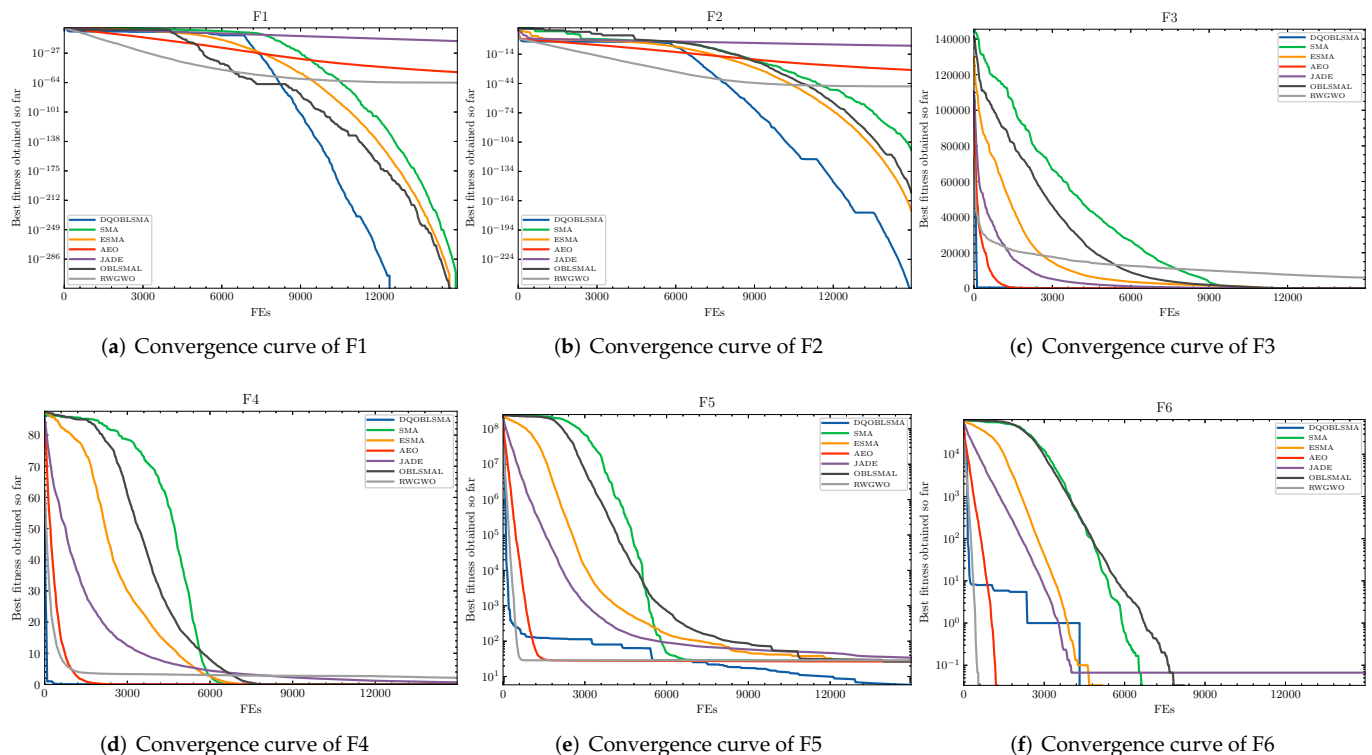 F1
Best fitness obtained so far
10^-27
10^-64
10^-101
10^-138
10^-175
10^-212
10^-249
10^-286
DQOBLSMA
SMA
ESMA
AEO
JADE
OBLSMAL
RWGWO
0 3000 6000 9000 12000
FEs
(a) Convergence curve of F1
F2
Best fitness obtained so far
10^-14
10^-44
10^-74
10^-104
10^-134
10^-164
10^-194
10^-224
DQOBLSMA
SMA
ESMA
AEO
JADE
OBLSMAL
RWGWO
0 3000 6000 9000 12000
FEs
(b) Convergence curve of F2
F3
Best fitness obtained so far
140000
120000
100000
80000
60000
40000
20000
0
DQOBLSMA
SMA
ESMA
AEO
JADE
OBLSMAL
RWGWO
0 3000 6000 9000 12000
FEs
(c) Convergence curve of F3
F4
Best fitness obtained so far
80
70
60
50
40
30
20
10
0
DQOBLSMA
SMA
ESMA
AEO
JADE
OBLSMAL
RWGWO
0 3000 6000 9000 12000
FEs
(d) Convergence curve of F4
F5
Best fitness obtained so far
10^8
10^7
10^6
10^5
10^4
10^3
10^2
10^1
DQOBLSMA
SMA
ESMA
AEO
JADE
OBLSMAL
RWGWO
0 3000 6000 9000 12000
FEs
(e) Convergence curve of F5
F6
Best fitness obtained so far
10^4
10^3
10^2
10^1
10^0
10^-1
DQOBLSMA
SMA
ESMA
AEO
JADE
OBLSMAL
RWGWO
0 3000 6000 9000 12000
FEs
(f) Convergence curve of F6